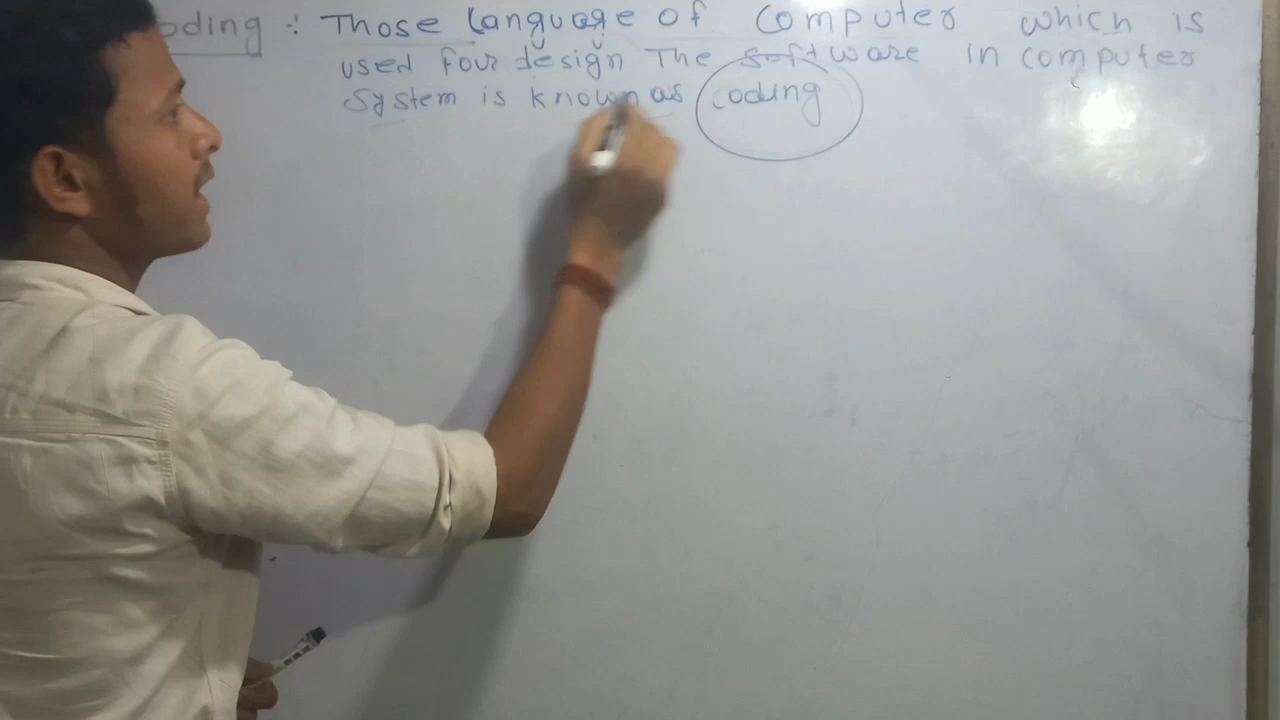 oding : Those language of computer which is
used four design The software in computer
system is known as coding